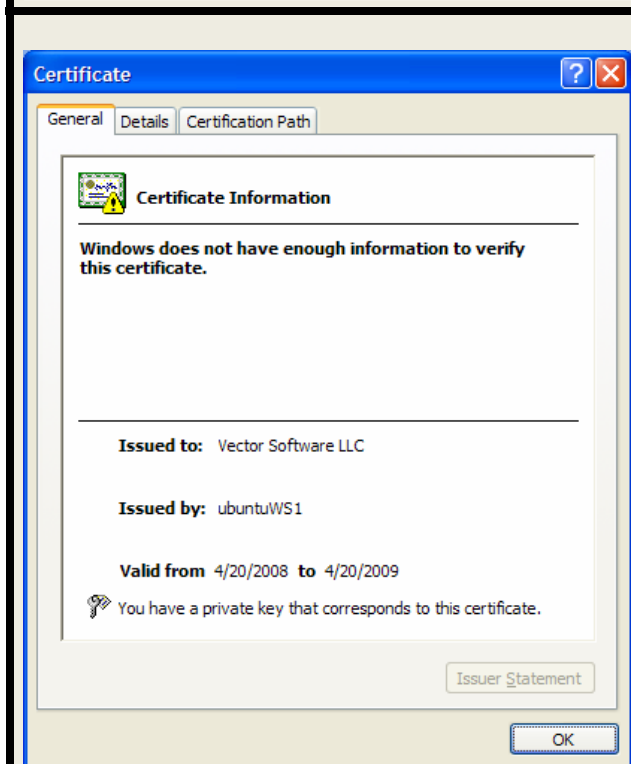 Certificate
General Details Certification Path
Certificate Information
Windows does not have enough information to verify
this certificate.
Issued to: Vector Software LLC
Issued by: ubuntuWS1
Valid from 4/20/2008 to 4/20/2009
You have a private key that corresponds to this certificate.
Issuer Statement
OK